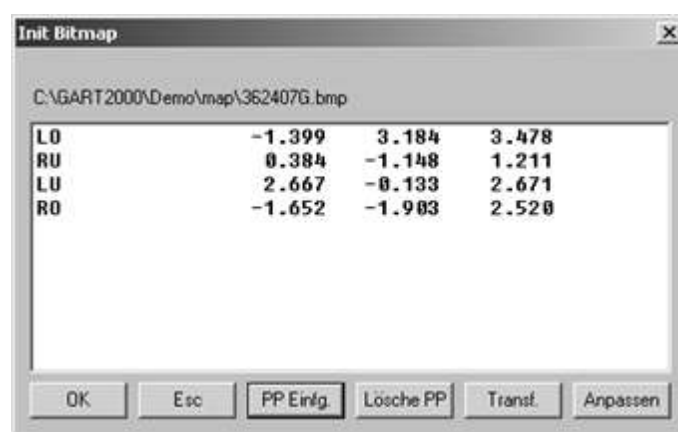 Init Bitmap
C:\GART2000\Demo\map\362407G.bmp
LO -1.399 3.184 3.478
RU 0.384 -1.148 1.211
LU 2.667 -0.133 2.671
RO -1.652 -1.903 2.520
OK Esc PP Einfg. Lösche PP Transf. Anpassen